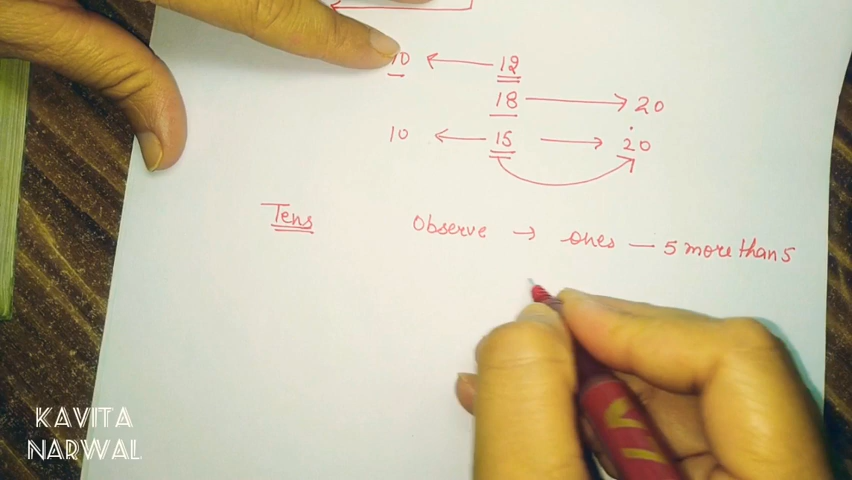 10 ← 12
18 → 20
10 ← 15 → 20
Tens Observe → ones — 5 more than 5
KAVITA
NARWAL